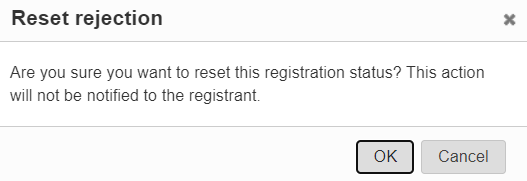 Reset rejection
Are you sure you want to reset this registration status? This action
will not be notified to the registrant.
OK
Cancel